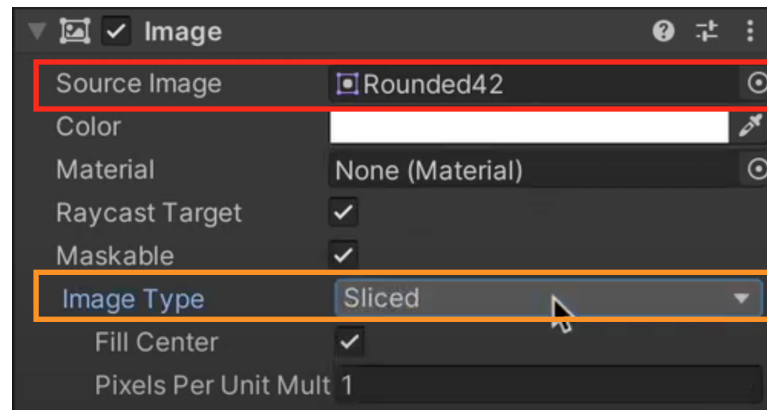 Image
Source Image Rounded42
Color
Material None (Material)
Raycast Target
Maskable
Image Type Sliced
Fill Center
Pixels Per Unit Mult 1